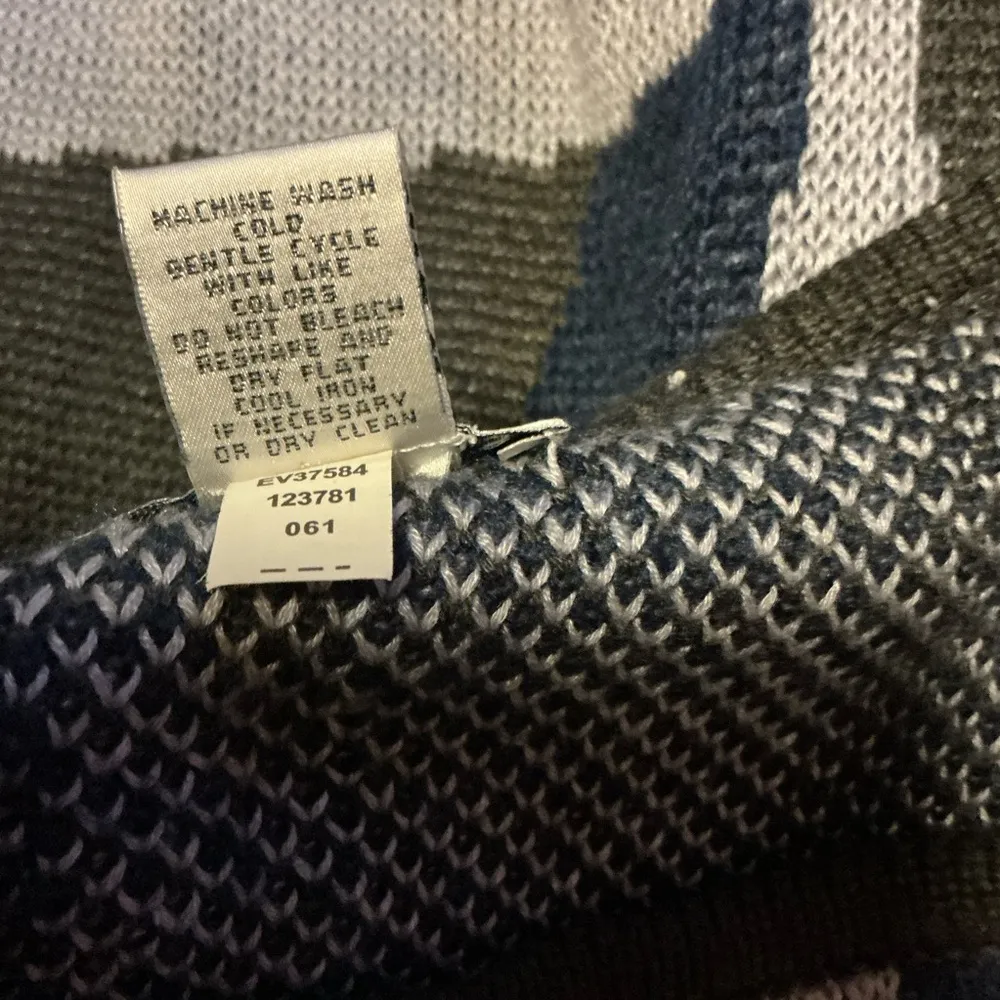 MACHINE WASH
COLD
GENTLE CYCLE
WITH LIKE
COLORS
DO NOT BLEACH
RESHAPE AND
DRY FLAT
COOL IRON
IF NECESSARY
OR DRY CLEAN
EV37584
123781
061